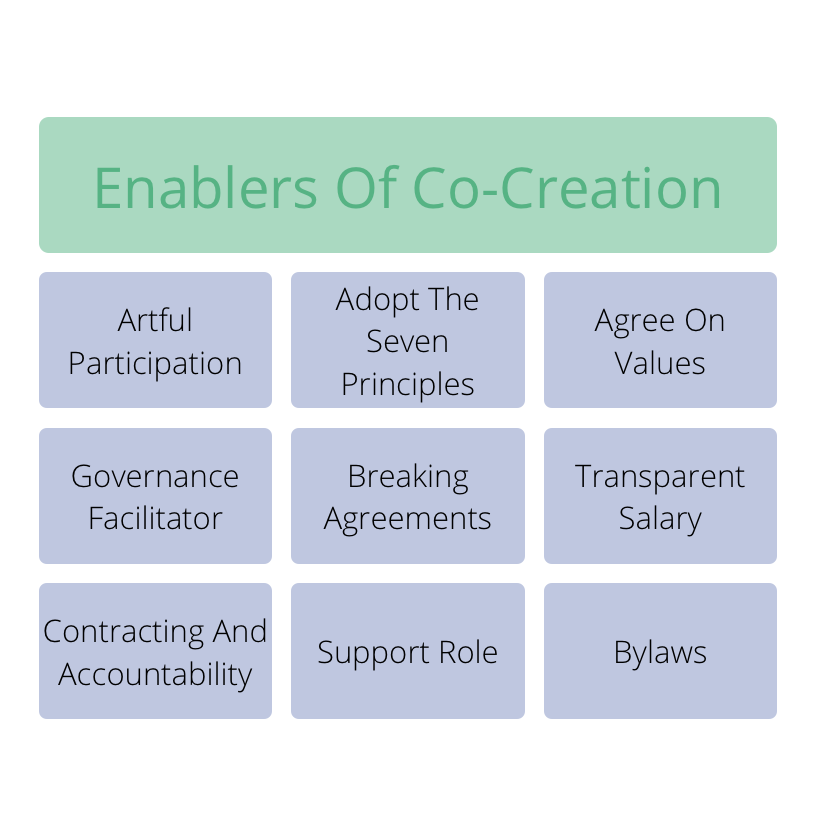 Enablers Of Co-Creation
Artful
Participation
Adopt The
Seven
Principles
Agree On
Values
Governance
Facilitator
Breaking
Agreements
Transparent
Salary
Contracting And
Accountability
Support Role
Bylaws